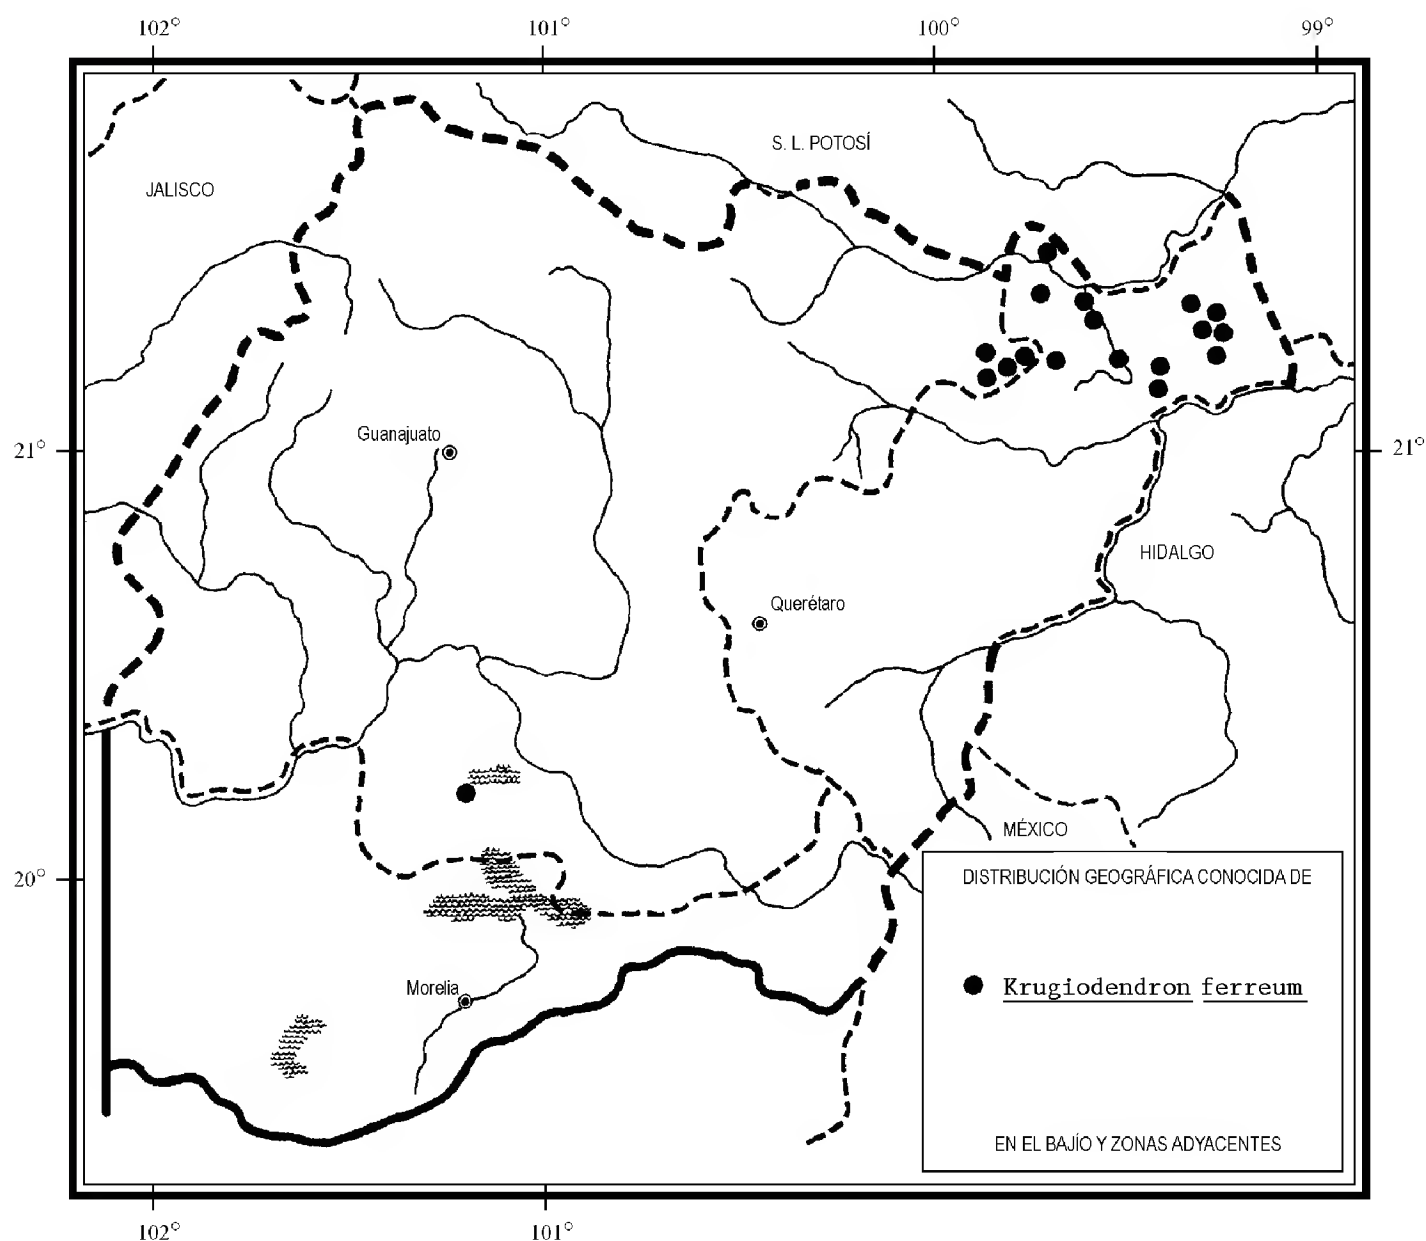 102° 101° 100° 99°
S. L. POTOSÍ
JALISCO
Guanajuato
21° 21°
HIDALGO
Querétaro
MÉXICO
20°
DISTRIBUCIÓN GEOGRÁFICA CONOCIDA DE
Krugiodendron ferreum
Morelia
EN EL BAJÍO Y ZONAS ADYACENTES
102° 101°